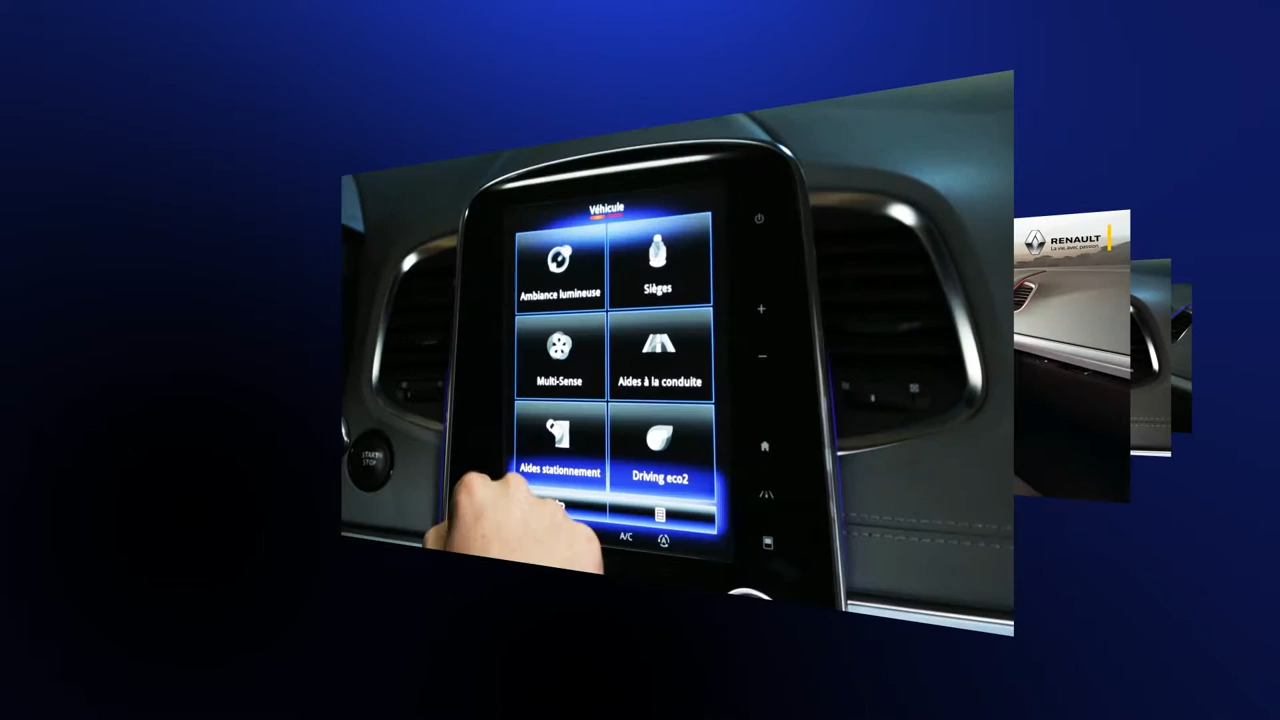 Véhicule
Ambiance lumineuse
Sièges
Multi-Sense
Aides à la conduite
Aides stationnement
Driving eco2
A/C
START
STOP
RENAULT
La vie, avec passion